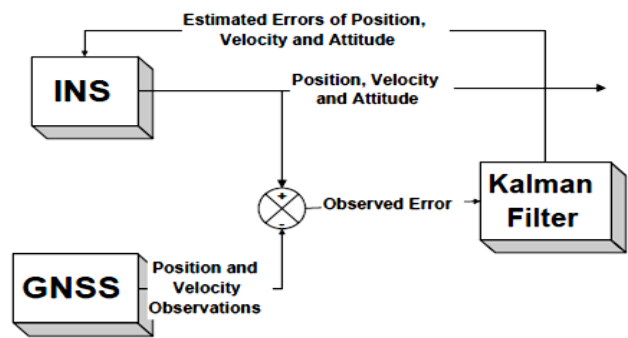 Estimated Errors of Position,
Velocity and Attitude
INS
Position, Velocity
and Attitude
+
-
Observed Error
Kalman
Filter
GNSS
Position and
Velocity
Observations